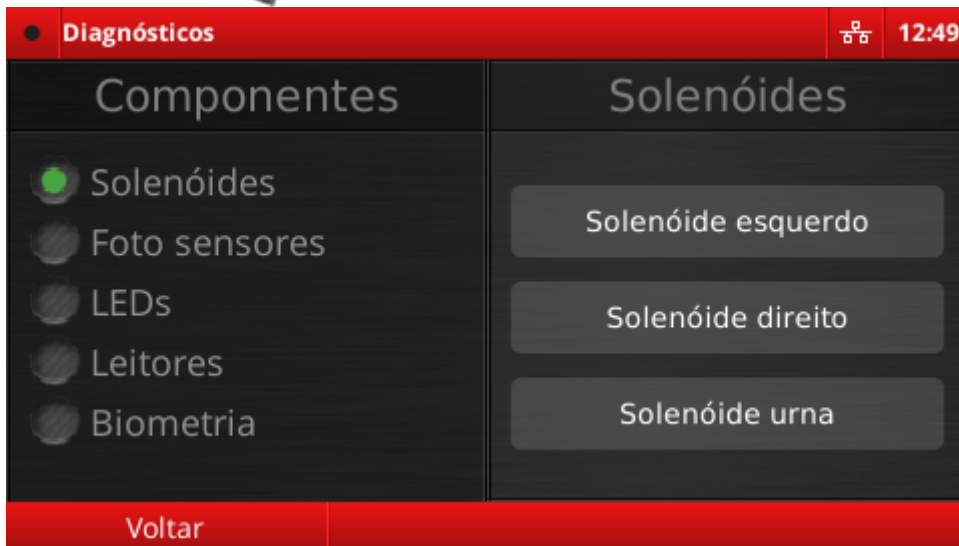 Diagnósticos
12:49
Componentes
Solenóides
Foto sensores
LEDs
Leitores
Biometria
Solenóides
Solenóide esquerdo
Solenóide direito
Solenóide urna
Voltar